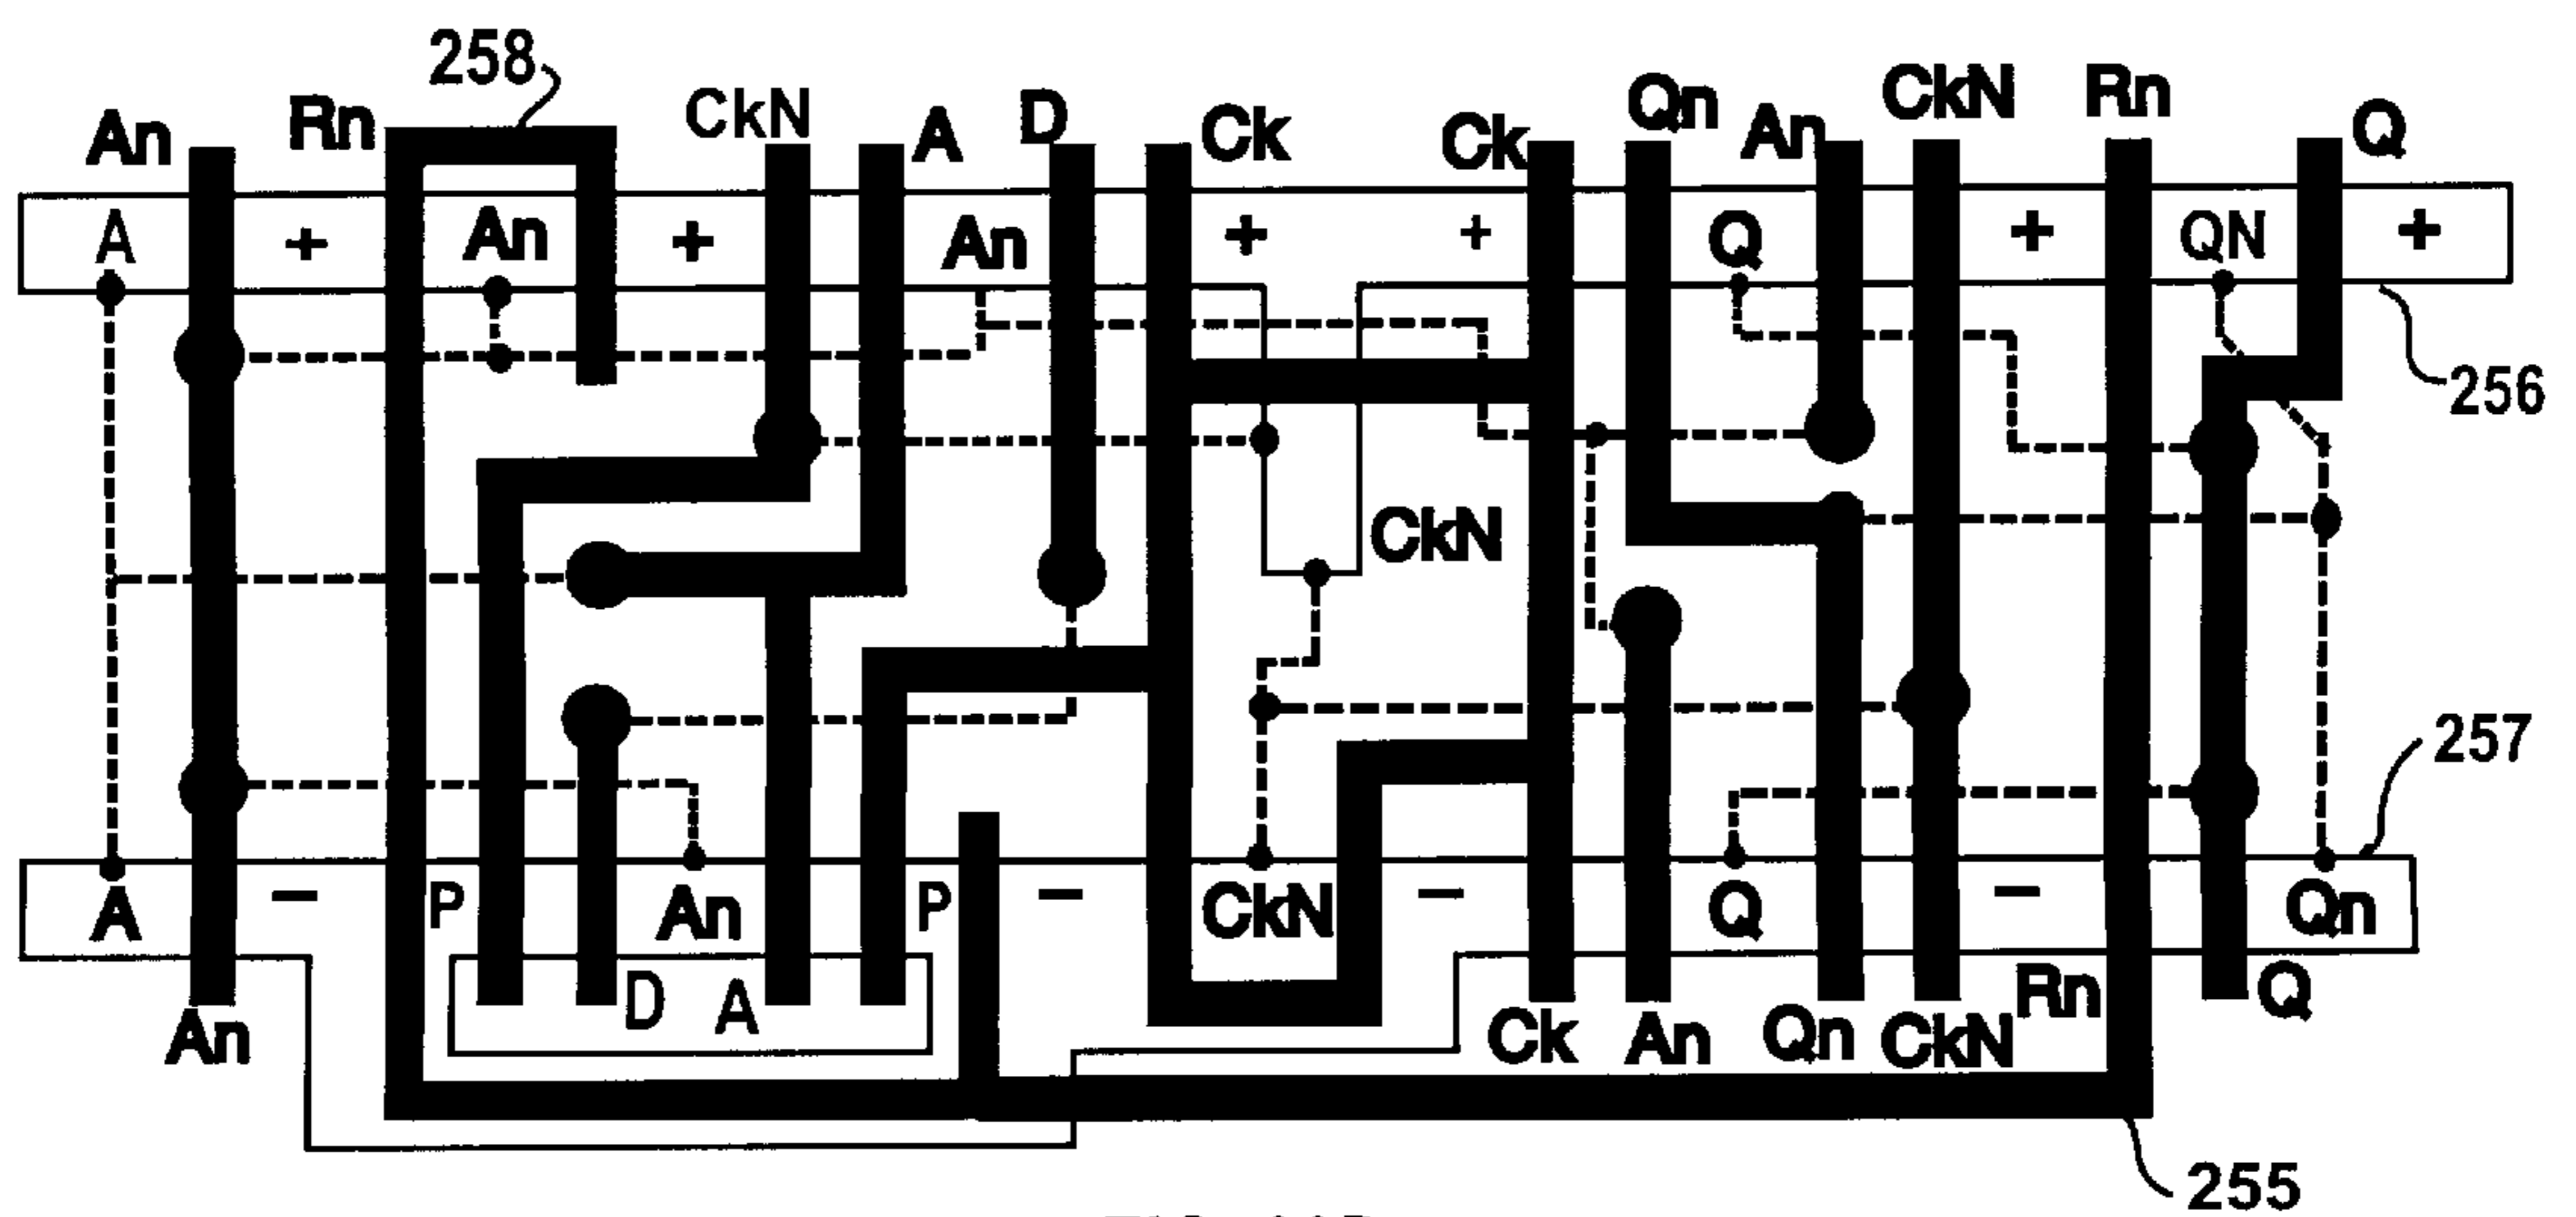 258
An Rn CkN A D Ck Ck Qn An CkN Rn Q
A + An + An + + Q + QN +
256
CkN
257
A − P An P − CkN − Q − Qn
An D A Ck An Qn CkN Rn Q
255